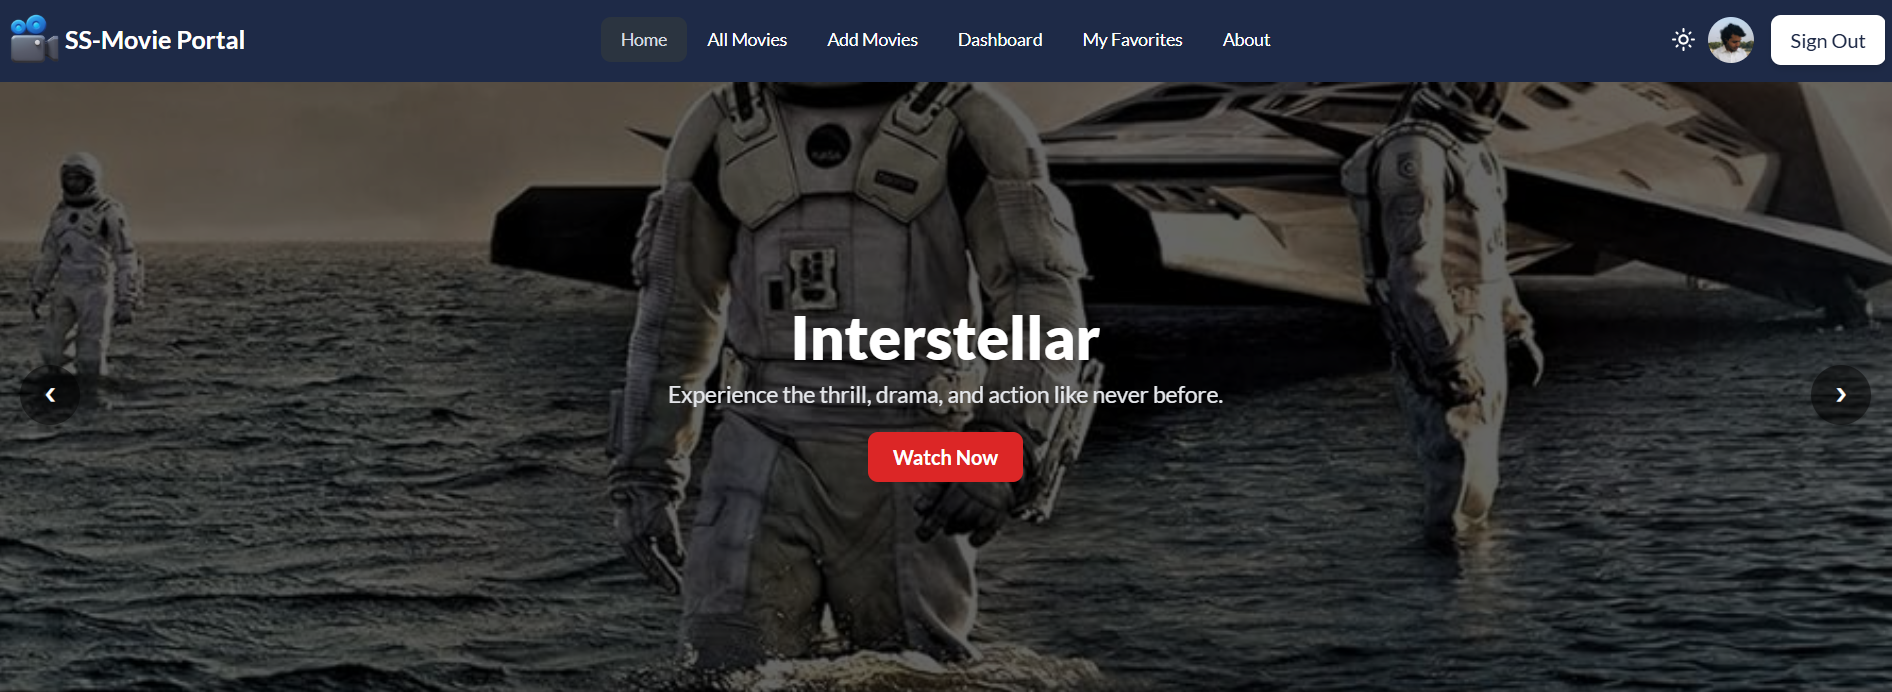 SS-Movie Portal
Home
All Movies
Add Movies
Dashboard
My Favorites
About
Sign Out
NASA
Interstellar
Experience the thrill, drama, and action like never before.
Watch Now